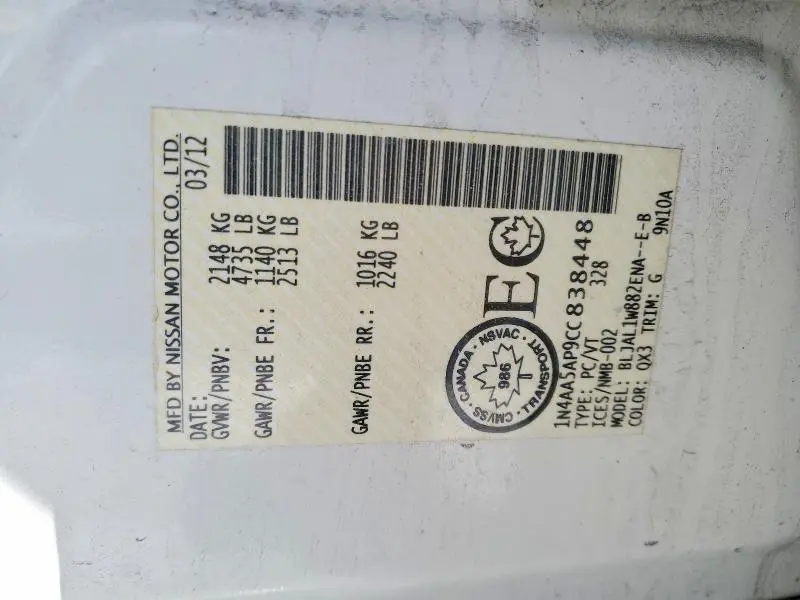 MFD BY NISSAN MOTOR CO., LTD.
DATE: 03/12
GVWR/PNBV: 2148 KG
4735 LB
GAWR/PNBE FR.: 1140 KG
2513 LB
GAWR/PNBE RR.: 1016 KG
2240 LB
CANADA · NSVAC · TRANSPORT · CMVSS ·
986
EC
1N4AA5AP9CC838448
TYPE: PC/VT 328
ICES/NMB-002
MODEL: BLJAL1W882ENA--E-B
COLOR: QX3 TRIM: G 9N10A